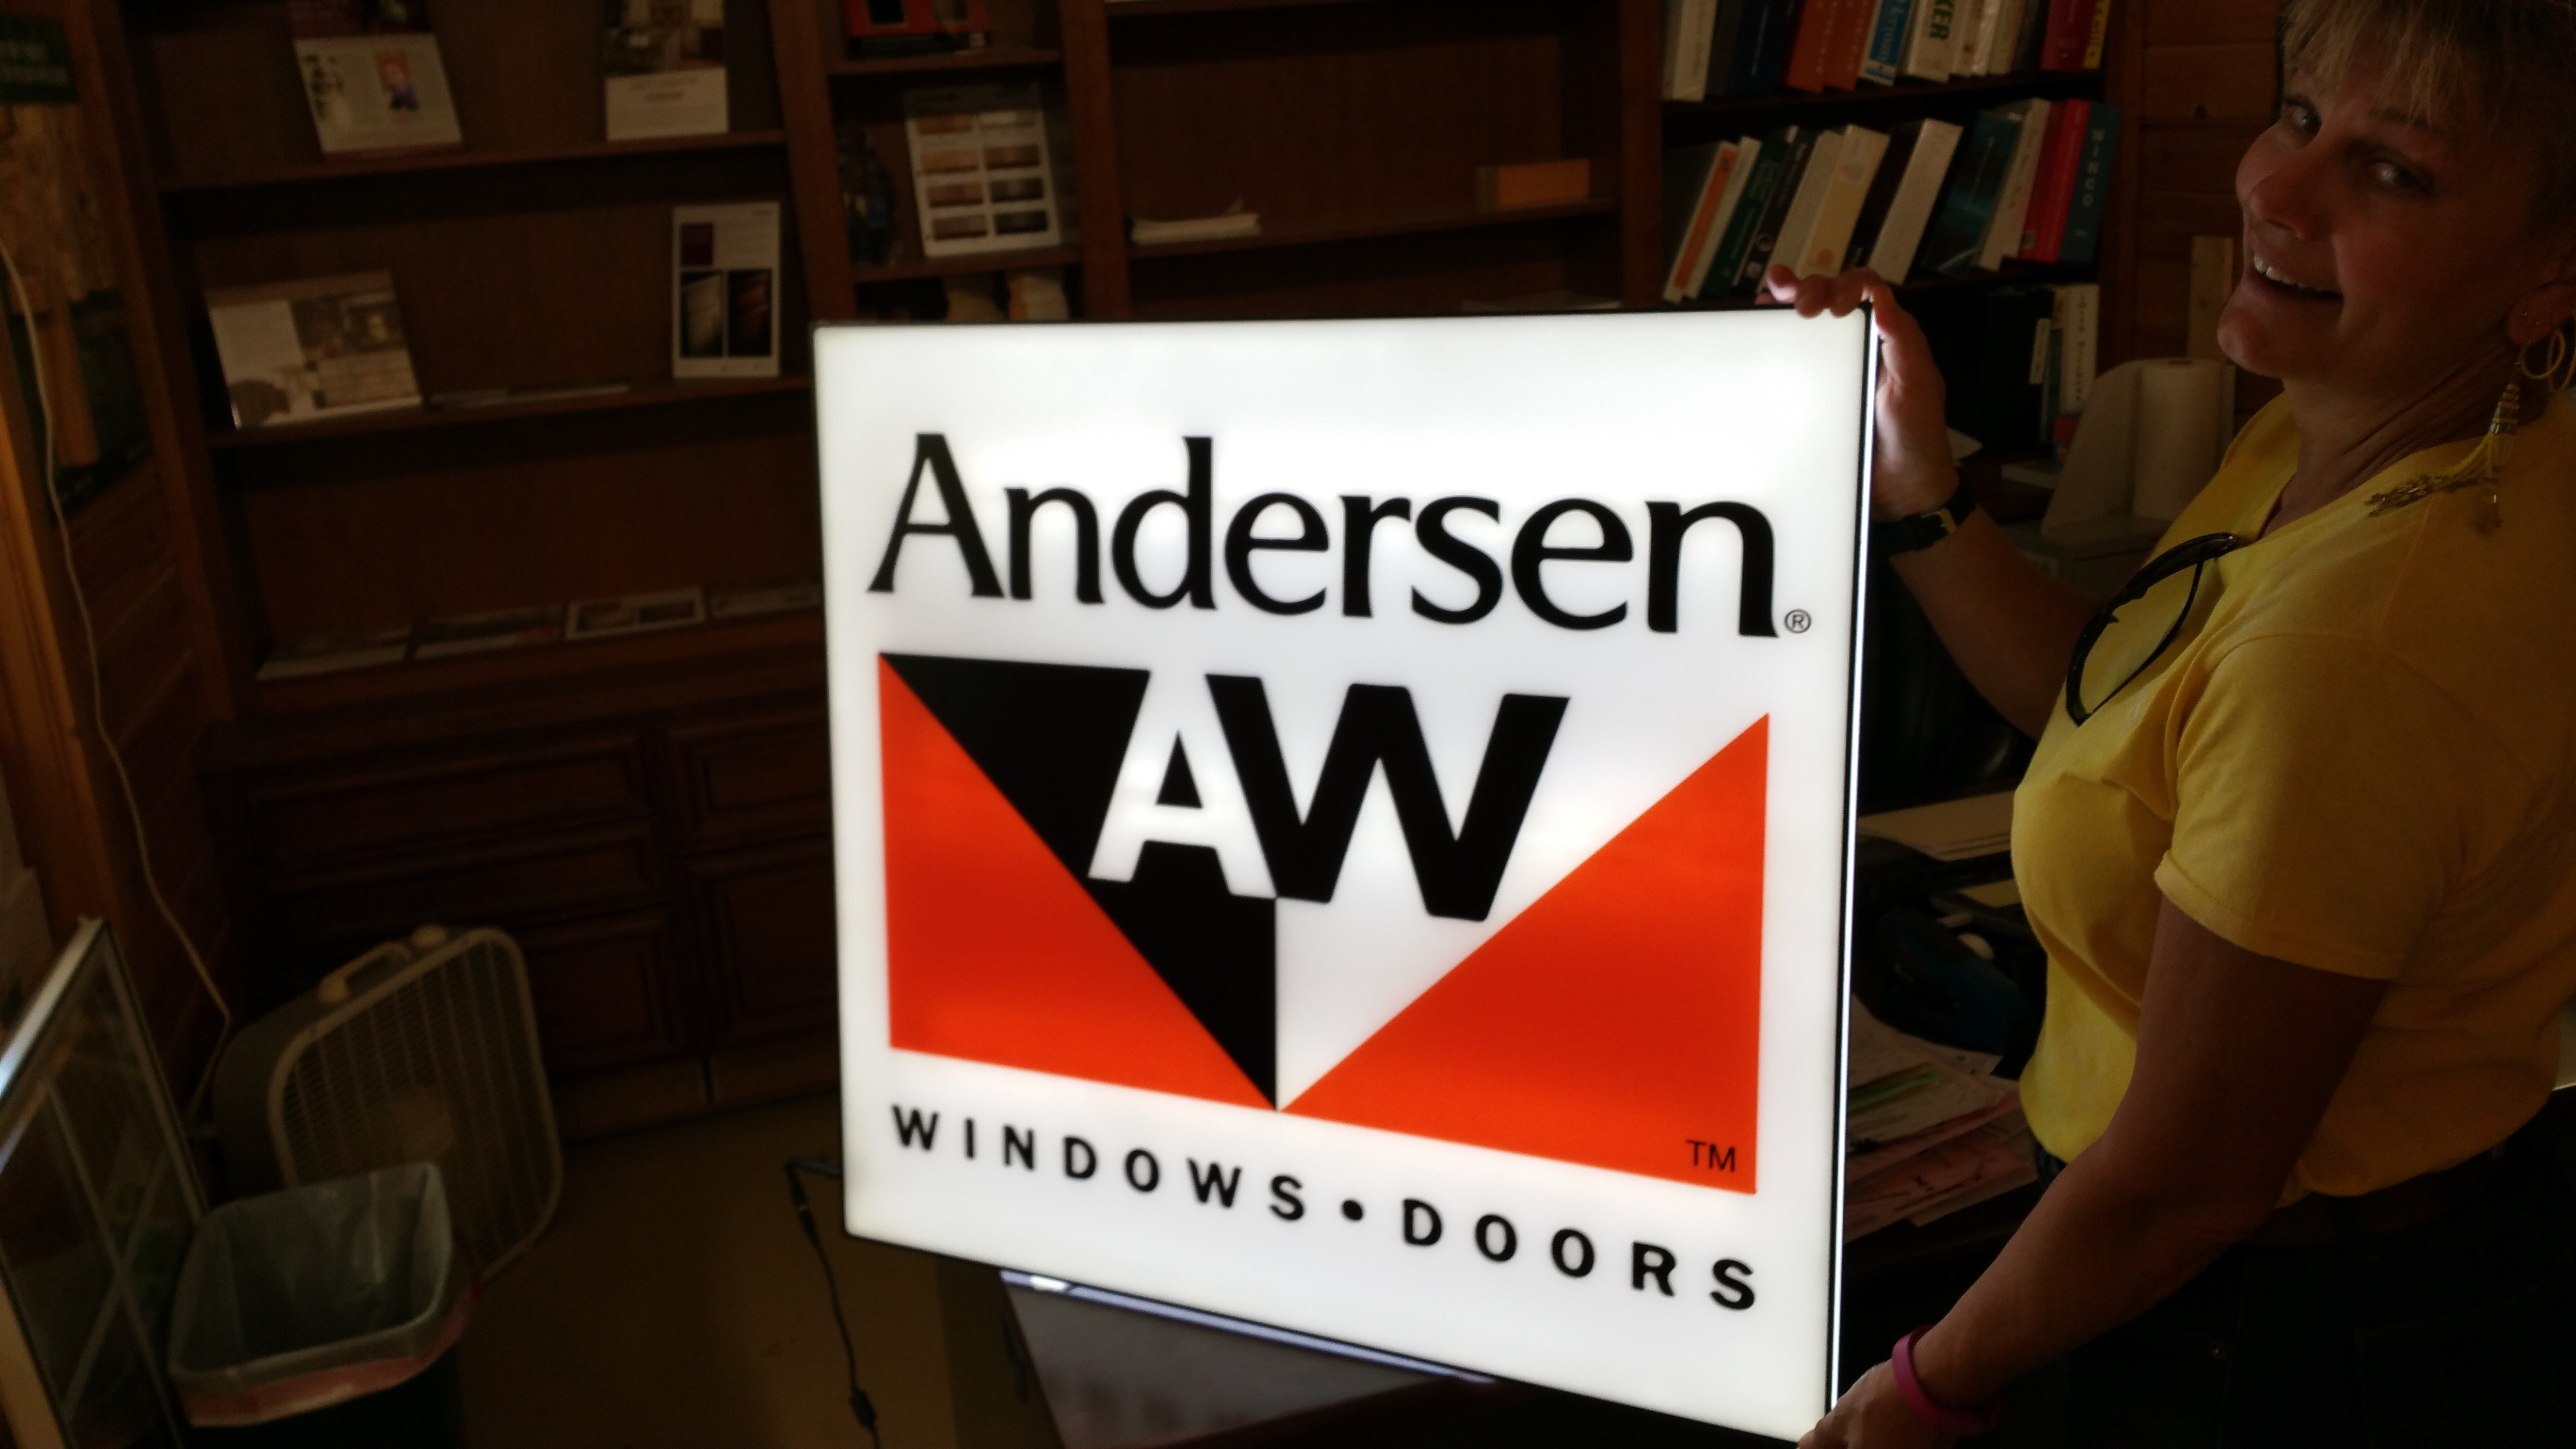 Andersen®
AW
TM
WINDOWS • DOORS